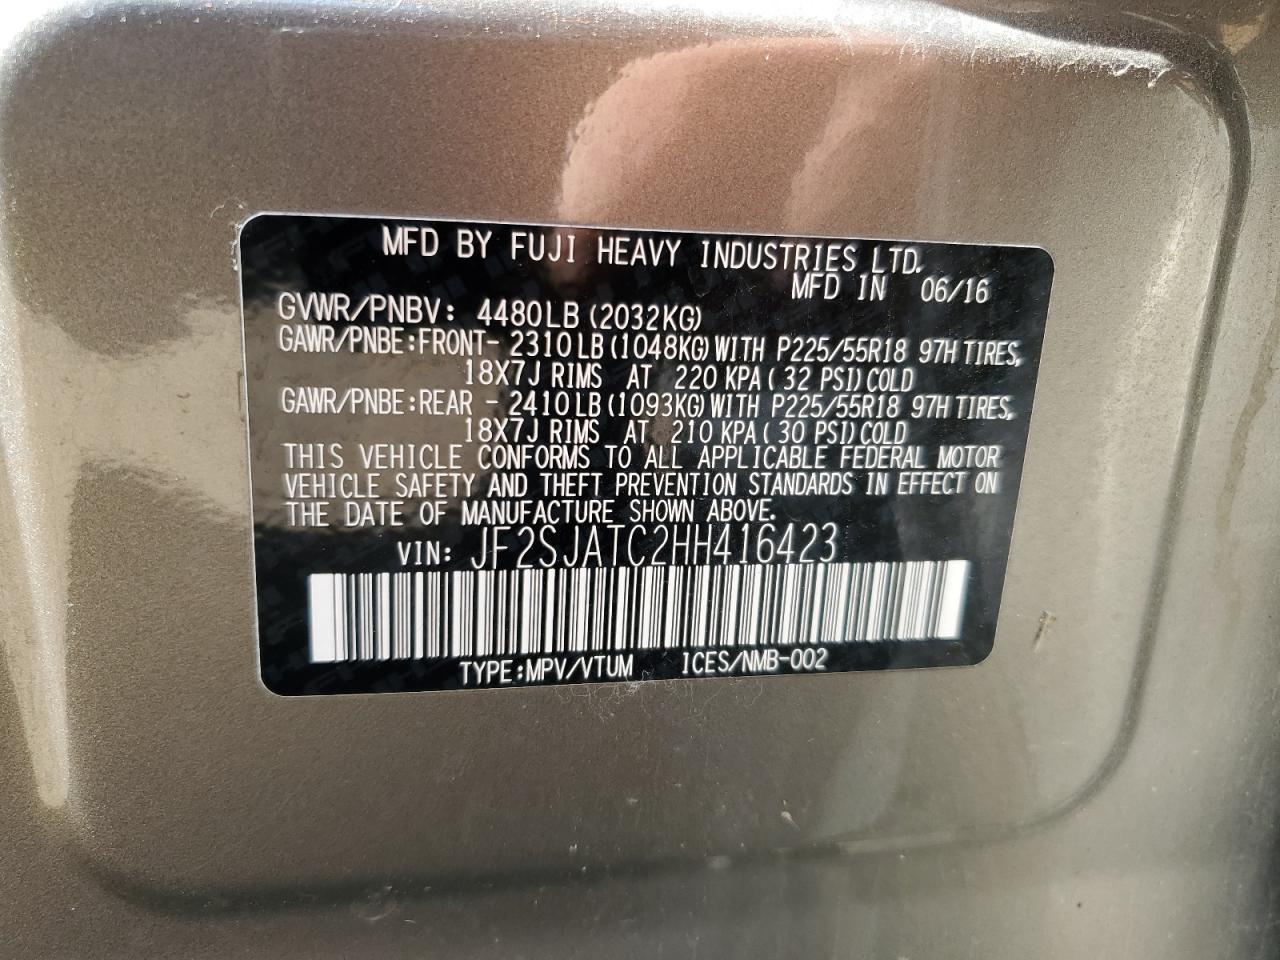 MFD BY FUJI HEAVY INDUSTRIES LTD.
MFD IN 06/16
GVWR/PNBV: 4480LB (2032KG)
GAWR/PNBE:FRONT- 2310LB (1048KG) WITH P225/55R18 97H TIRES,
18X7J RIMS AT 220 KPA (32 PSI) COLD
GAWR/PNBE:REAR - 2410LB (1093KG) WITH P225/55R18 97H TIRES,
18X7J RIMS AT 210 KPA (30 PSI) COLD
THIS VEHICLE CONFORMS TO ALL APPLICABLE FEDERAL MOTOR
VEHICLE SAFETY AND THEFT PREVENTION STANDARDS IN EFFECT ON
THE DATE OF MANUFACTURE SHOWN ABOVE.
VIN: JF2SJATC2HH416423
TYPE:MPV/VTUM ICES/NMB-002